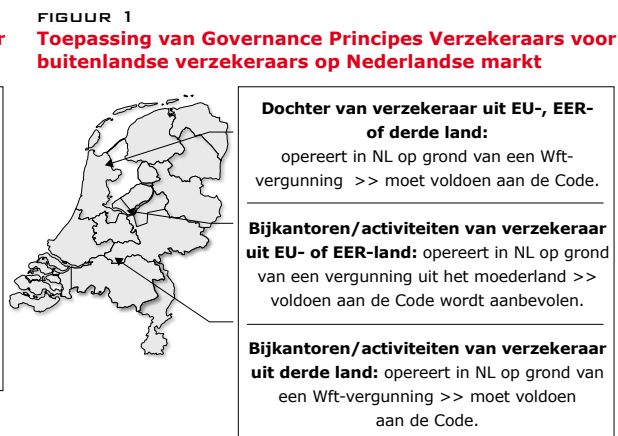 FIGUUR 1
r
Toepassing van Governance Principes Verzekeraars voor
buitenlandse verzekeraars op Nederlandse markt
Dochter van verzekeraar uit EU-, EER-
of derde land:
opereert in NL op grond van een Wft-
vergunning >> moet voldoen aan de Code.
Bijkantoren/activiteiten van verzekeraar
uit EU- of EER-land: opereert in NL op grond
van een vergunning uit het moederland >>
voldoen aan de Code wordt aanbevolen.
Bijkantoren/activiteiten van verzekeraar
uit derde land: opereert in NL op grond van
een Wft-vergunning >> moet voldoen
aan de Code.